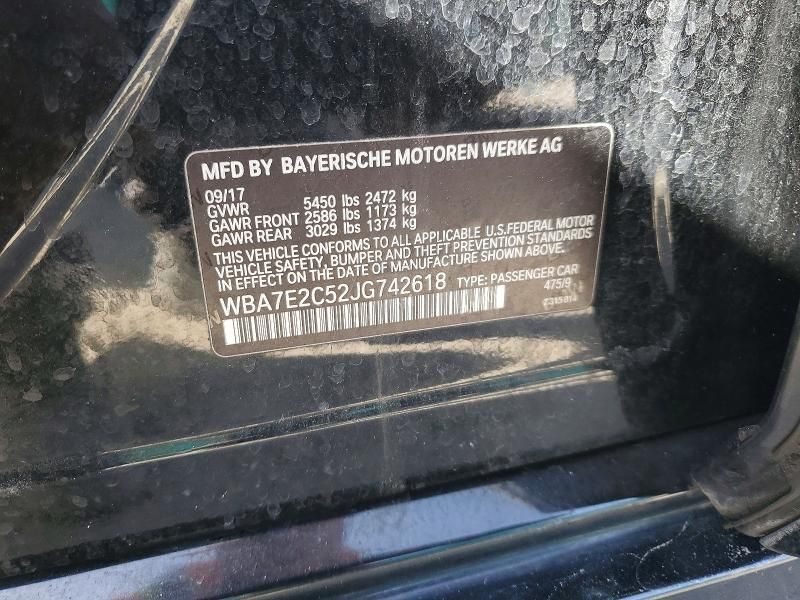 MFD BY BAYERISCHE MOTOREN WERKE AG
09/17
GVWR 5450 lbs 2472 kg
GAWR FRONT 2586 lbs 1173 kg
GAWR REAR 3029 lbs 1374 kg
THIS VEHICLE CONFORMS TO ALL APPLICABLE U.S.FEDERAL MOTOR
VEHICLE SAFETY, BUMPER AND THEFT PREVENTION STANDARDS
IN EFFECT ON THE DATE OF MANUFACTURE SHOWN ABOVE.
WBA7E2C52JG742618 TYPE: PASSENGER CAR
475/9
7315814